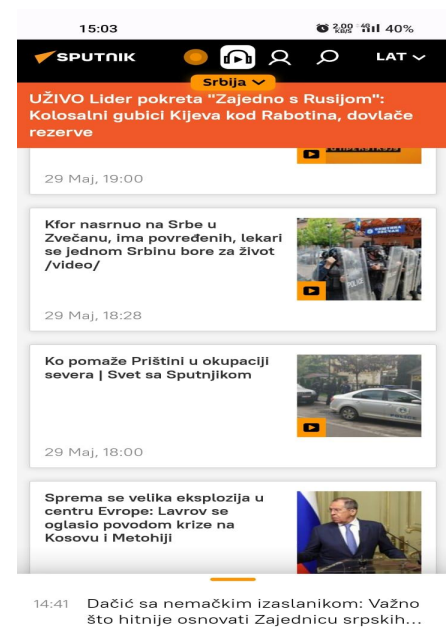 15:03
2,00 KB/S 4G 40%
SPUTNIK
LAT
Srbija
UŽIVO Lider pokreta "Zajedno s Rusijom":
Kolosalni gubici Kijeva kod Rabotina, dovlače
rezerve
29 Maj, 19:00
Kfor nasrnuo na Srbe u
Zvečanu, ima povređenih, lekari
se jednom Srbinu bore za život
/video/
POLICE
29 Maj, 18:28
Ko pomaže Prištini u okupaciji
severa | Svet sa Sputnjikom
29 Maj, 18:00
Sprema se velika eksplozija u
centru Evrope: Lavrov se
oglasio povodom krize na
Kosovu i Metohiji
14:41 Dačić sa nemačkim izaslanikom: Važno
što hitnije osnovati Zajednicu srpskih...